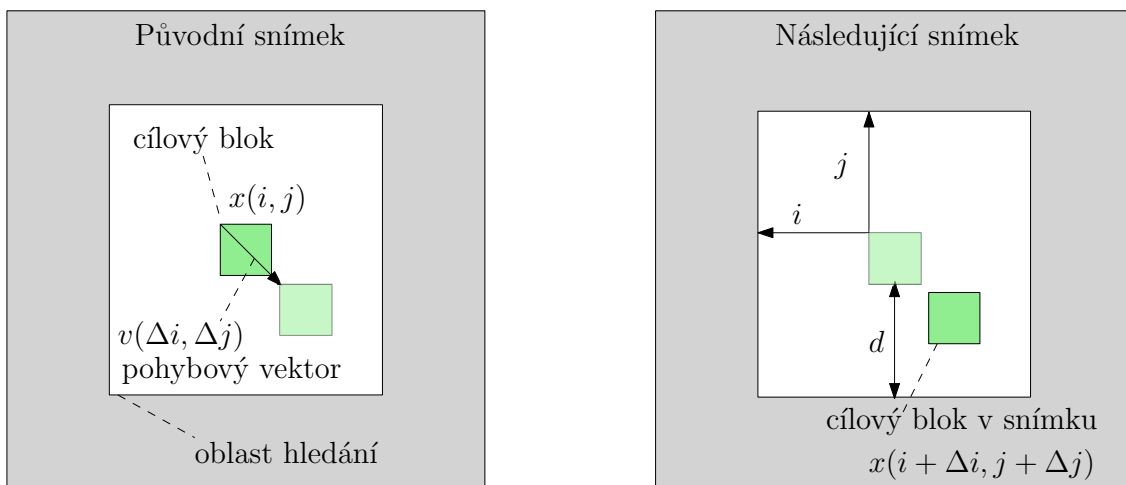 Původní snímek
cílový blok
x(i, j)
v(Δi, Δj)
pohybový vektor
oblast hledání
Následující snímek
j
i
d
cílový blok v snímku
x(i + Δi, j + Δj)